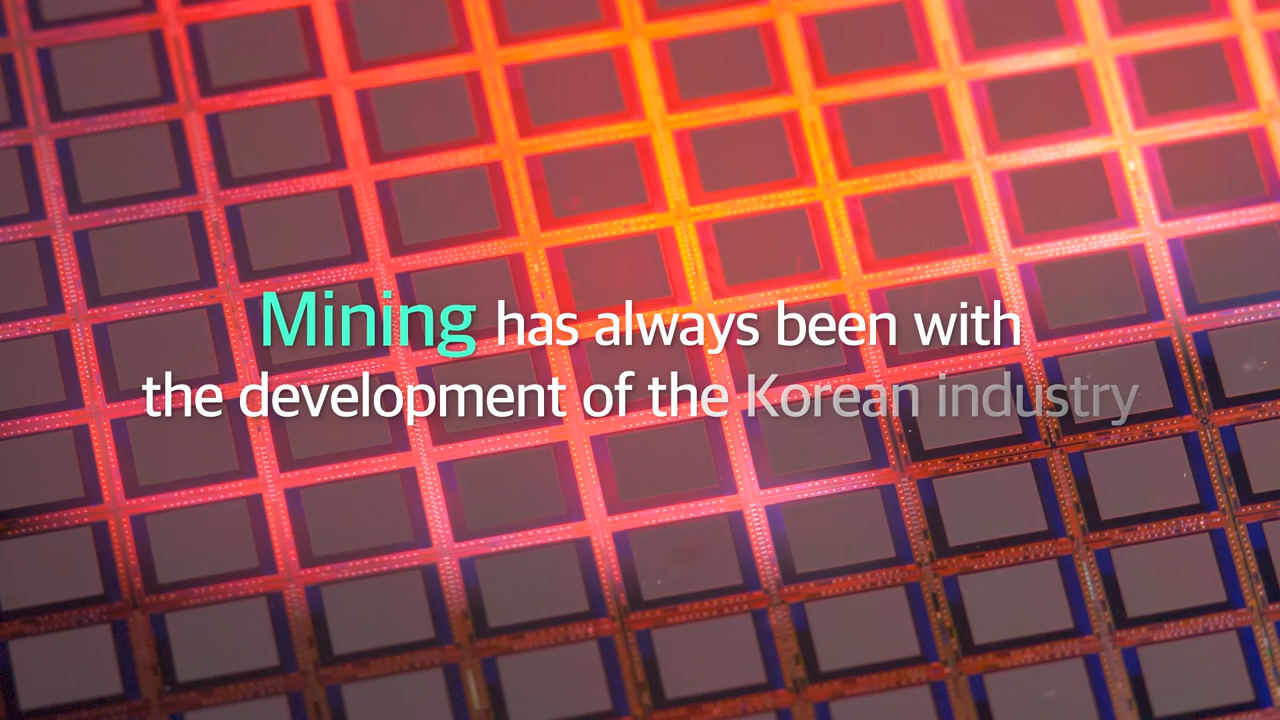 Mining has always been with
the development of the Korean industry